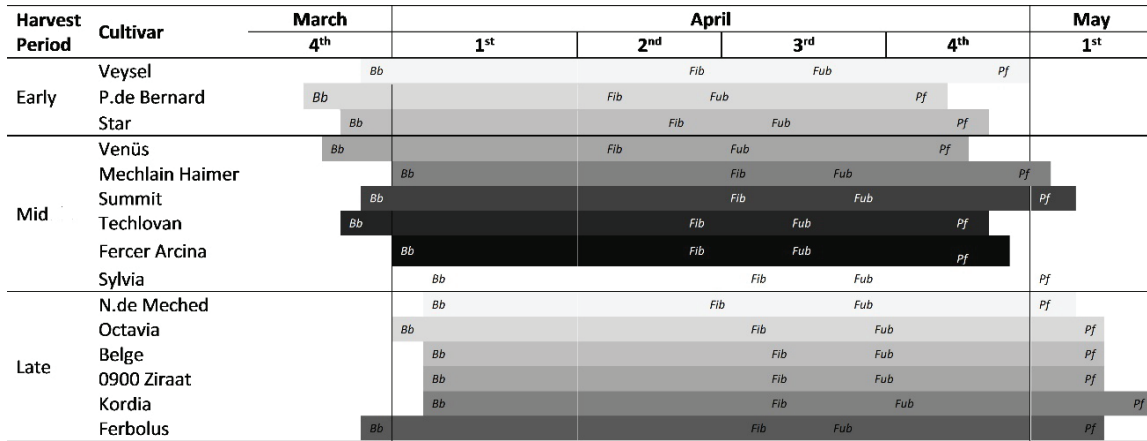 Harvest Period Cultivar March April May
4th 1st 2nd 3rd 4th 1st
Early
Veysel Bb Fib Fub Pf
P.de Bernard Bb Fib Fub Pf
Star Bb Fib Fub Pf
Mid
Venüs Bb Fib Fub Pf
Mechlain Haimer Bb Fib Fub Pf
Summit Bb Fib Fub Pf
Techlovan Bb Fib Fub Pf
Fercer Arcina Bb Fib Fub Pf
Sylvia Bb Fib Fub Pf
Late
N.de Meched Bb Fib Fub Pf
Octavia Bb Fib Fub Pf
Belge Bb Fib Fub Pf
0900 Ziraat Bb Fib Fub Pf
Kordia Bb Fib Fub Pf
Ferbolus Bb Fib Fub Pf